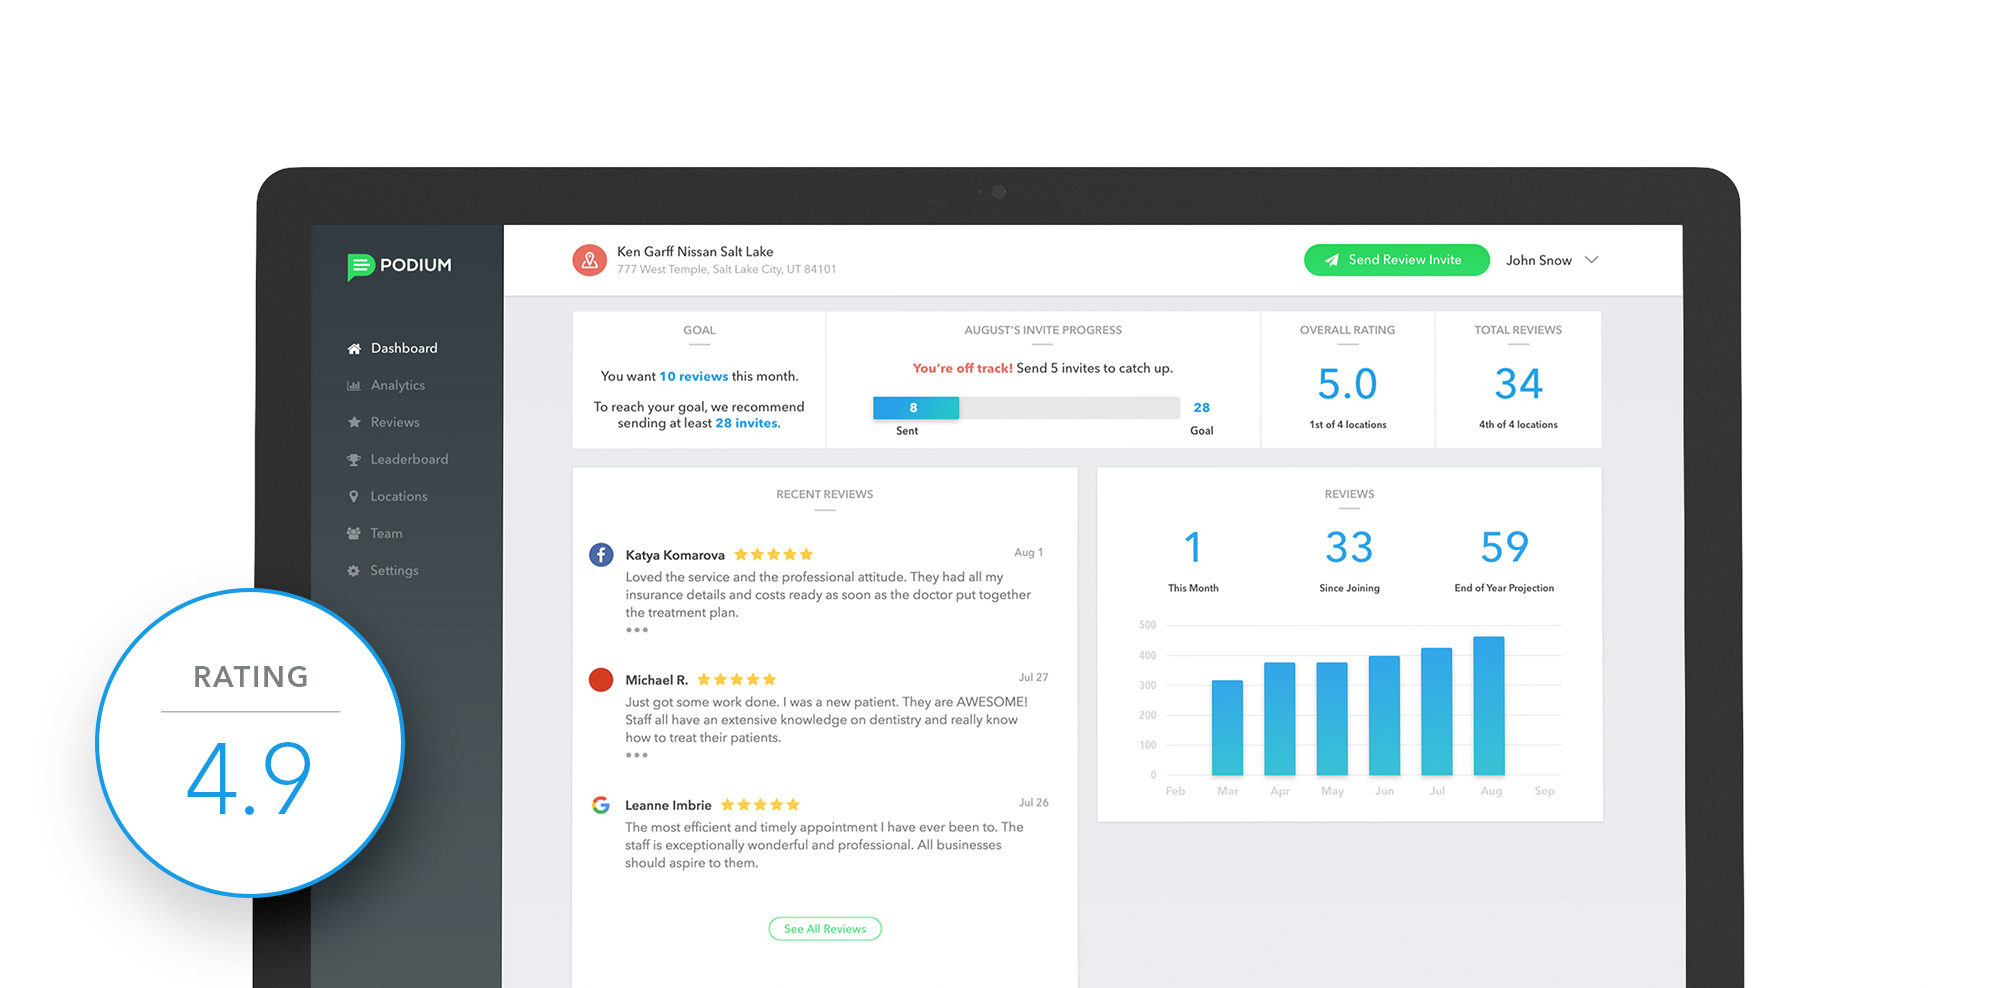 PODIUM
Dashboard
Analytics
Reviews
Leaderboard
Locations
Team
Settings
RATING
4.9
Ken Garff Nissan Salt Lake
777 West Temple, Salt Lake City, UT 84101
Send Review Invite
John Snow
GOAL
You want 10 reviews this month.
To reach your goal, we recommend
sending at least 28 invites.
AUGUST'S INVITE PROGRESS
You're off track! Send 5 invites to catch up.
8
28
Sent
Goal
OVERALL RATING
5.0
1st of 4 locations
TOTAL REVIEWS
34
4th of 4 locations
RECENT REVIEWS
Katya Komarova
Aug 1
Loved the service and the professional attitude. They had all my
insurance details and costs ready as soon as the doctor put together
the treatment plan.
Michael R.
Jul 27
Just got some work done. I was a new patient. They are AWESOME!
Staff all have an extensive knowledge on dentistry and really know
how to treat their patients.
Leanne Imbrie
Jul 26
The most efficient and timely appointment I have ever been to. The
staff is exceptionally wonderful and professional. All businesses
should aspire to them.
See All Reviews
REVIEWS
1
33
59
This Month
Since Joining
End of Year Projection
500
400
300
200
100
0
Feb Mar Apr May Jun Jul Aug Sep